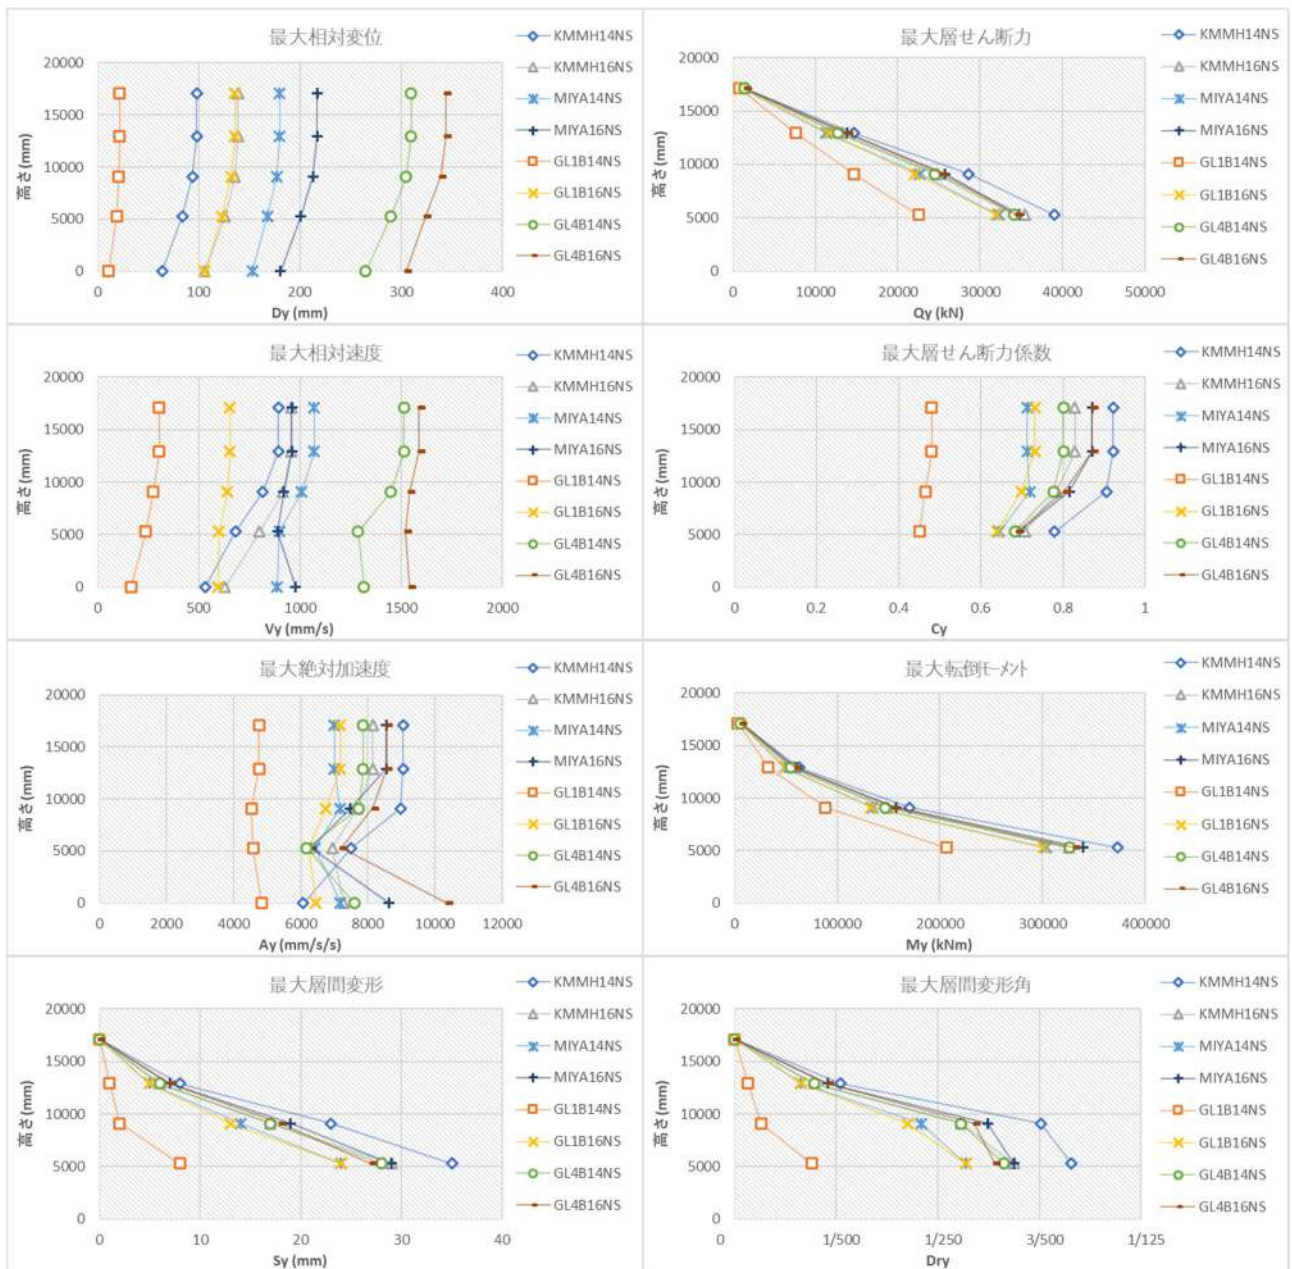 最大相対変位
20000
15000
10000
5000
0
高さ(mm)
0 100 200 300 400
Dy (mm)
KMMH14NS
KMMH16NS
MIYA14NS
MIYA16NS
GL1B14NS
GL1B16NS
GL4B14NS
GL4B16NS
最大層せん断力
20000
15000
10000
5000
0
高さ(mm)
0 10000 20000 30000 40000 50000
Qy (kN)
KMMH14NS
KMMH16NS
MIYA14NS
MIYA16NS
GL1B14NS
GL1B16NS
GL4B14NS
GL4B16NS
最大相対速度
20000
15000
10000
5000
0
高さ(mm)
0 500 1000 1500 2000
Vy (mm/s)
KMMH14NS
KMMH16NS
MIYA14NS
MIYA16NS
GL1B14NS
GL1B16NS
GL4B14NS
GL4B16NS
最大層せん断力係数
20000
15000
10000
5000
0
高さ(mm)
0 0.2 0.4 0.6 0.8 1
Cy
KMMH14NS
KMMH16NS
MIYA14NS
MIYA16NS
GL1B14NS
GL1B16NS
GL4B14NS
GL4B16NS
最大絶対加速度
20000
15000
10000
5000
0
高さ(mm)
0 2000 4000 6000 8000 10000 12000
Ay (mm/s/s)
KMMH14NS
KMMH16NS
MIYA14NS
MIYA16NS
GL1B14NS
GL1B16NS
GL4B14NS
GL4B16NS
最大転倒ﾓｰﾒﾝﾄ
20000
15000
10000
5000
0
高さ(mm)
0 100000 200000 300000 400000
My (kNm)
KMMH14NS
KMMH16NS
MIYA14NS
MIYA16NS
GL1B14NS
GL1B16NS
GL4B14NS
GL4B16NS
最大層間変形
20000
15000
10000
5000
0
高さ(mm)
0 10 20 30 40
Sy (mm)
KMMH14NS
KMMH16NS
MIYA14NS
MIYA16NS
GL1B14NS
GL1B16NS
GL4B14NS
GL4B16NS
最大層間変形角
20000
15000
10000
5000
0
高さ(mm)
0 1/500 1/250 3/500 1/125
Dry
KMMH14NS
KMMH16NS
MIYA14NS
MIYA16NS
GL1B14NS
GL1B16NS
GL4B14NS
GL4B16NS